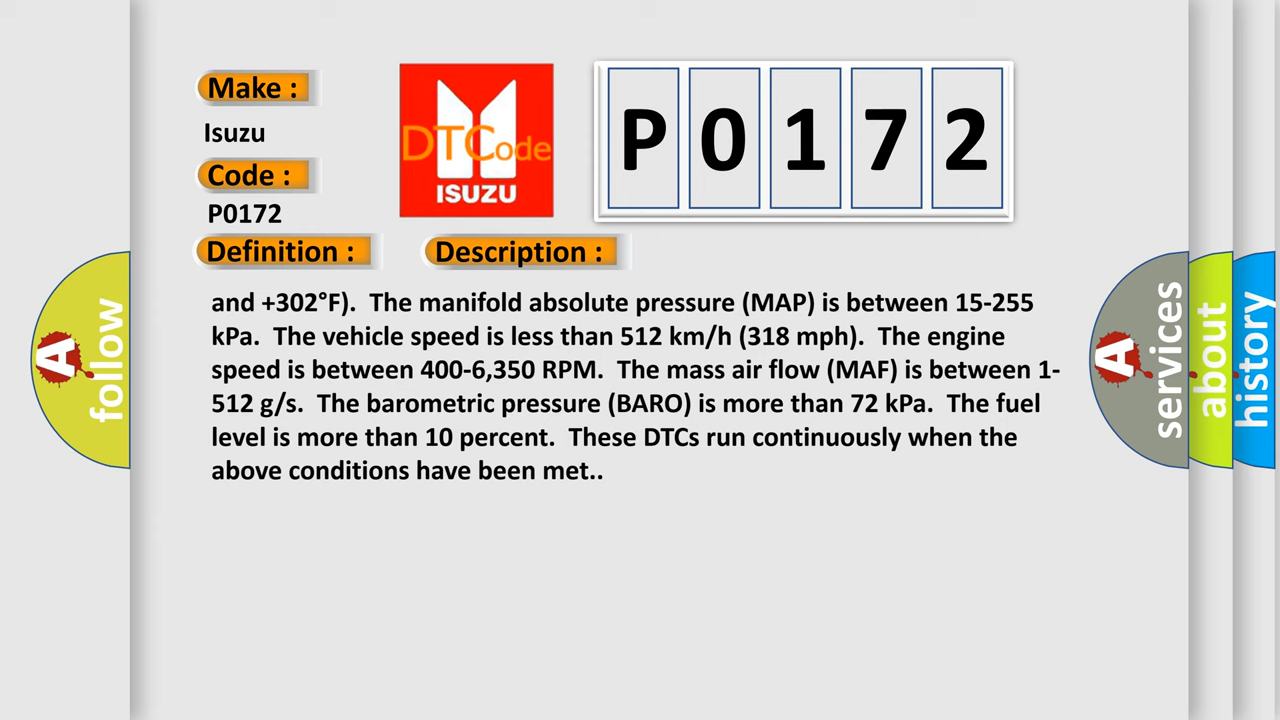 Make :
Isuzu
Code :
P0172
Definition :
Description :
DTCode
ISUZU
P0172
and +302°F).  The manifold absolute pressure (MAP) is between 15-255
kPa.  The vehicle speed is less than 512 km/h (318 mph).  The engine
speed is between 400-6,350 RPM.  The mass air flow (MAF) is between 1-
512 g/s.  The barometric pressure (BARO) is more than 72 kPa.  The fuel
level is more than 10 percent.  These DTCs run continuously when the
above conditions have been met..
A follow
A services
about
history